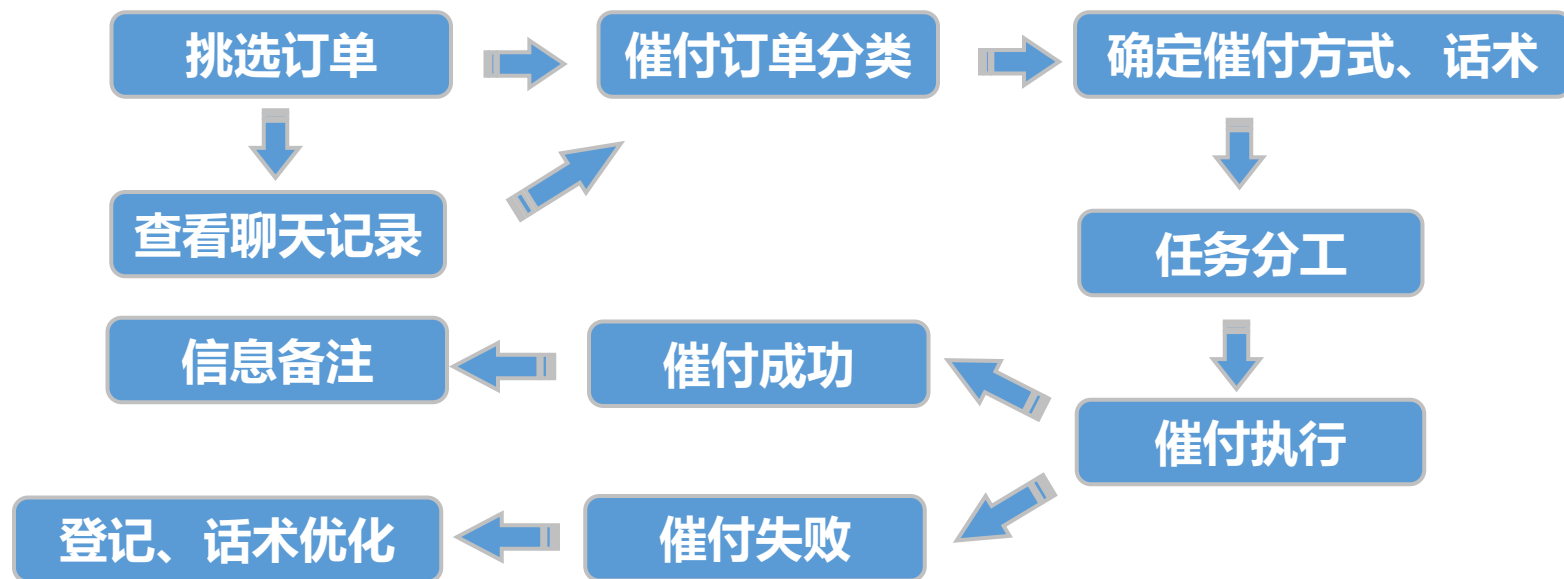 挑选订单
催付订单分类
确定催付方式、话术
查看聊天记录
任务分工
信息备注
催付成功
催付执行
登记、话术优化
催付失败